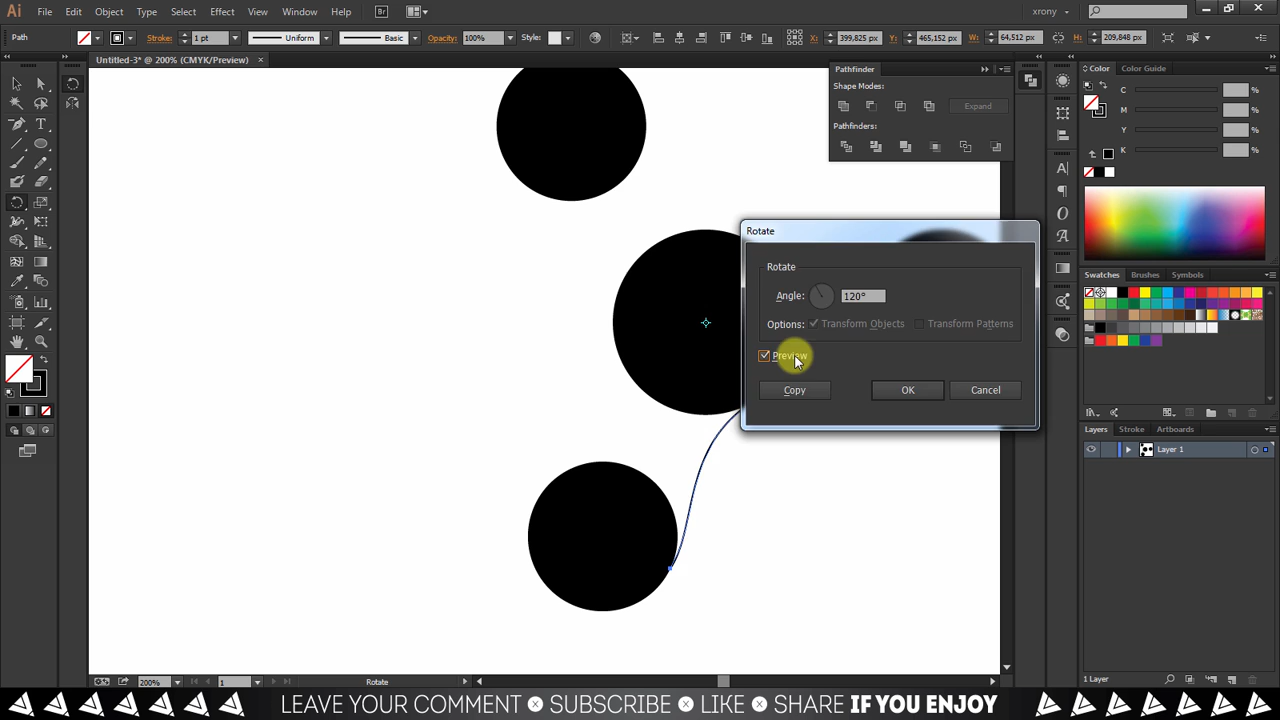 Ai File Edit Object Type Select Effect View Window Help Br xrony
Path Stroke: 1 pt Uniform Basic Opacity: 100% Style: X: 399,825 px Y: 465,152 px W: 64,512 px H: 209,848 px
Untitled-3* @ 200% (CMYK/Preview)
Pathfinder
Shape Modes:
Expand
Pathfinders:
Color Color Guide
C %
M %
Y %
K %
Rotate
Rotate
Angle: 120°
Options: Transform Objects Transform Patterns
Preview
Copy OK Cancel
Swatches Brushes Symbols
Layers Stroke Artboards
Layer 1
1 Layer
200% 1 Rotate
LEAVE YOUR COMMENT SUBSCRIBE LIKE SHARE IF YOU ENJOY